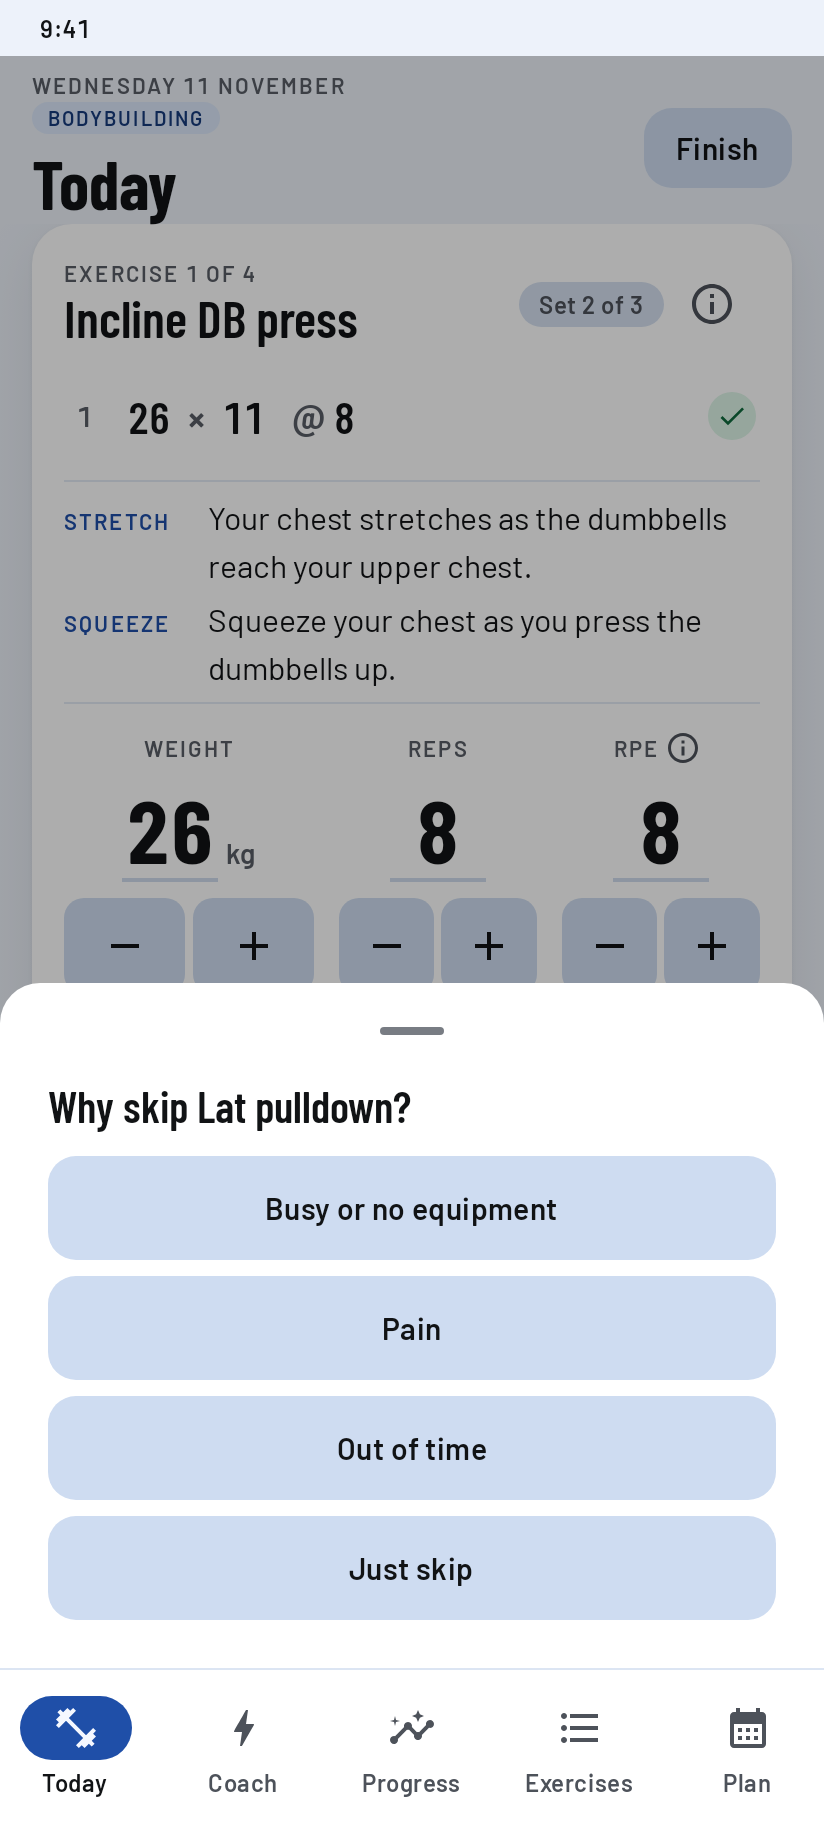 9:41
WEDNESDAY 11 NOVEMBER
BODYBUILDING
Today
Finish
EXERCISE 1 OF 4
Incline DB press
Set 2 of 3
1 26 × 11 @ 8
STRETCH Your chest stretches as the dumbbells
reach your upper chest.
SQUEEZE Squeeze your chest as you press the
dumbbells up.
WEIGHT REPS RPE
26 kg 8 8
Why skip Lat pulldown?
Busy or no equipment
Pain
Out of time
Just skip
Today Coach Progress Exercises Plan